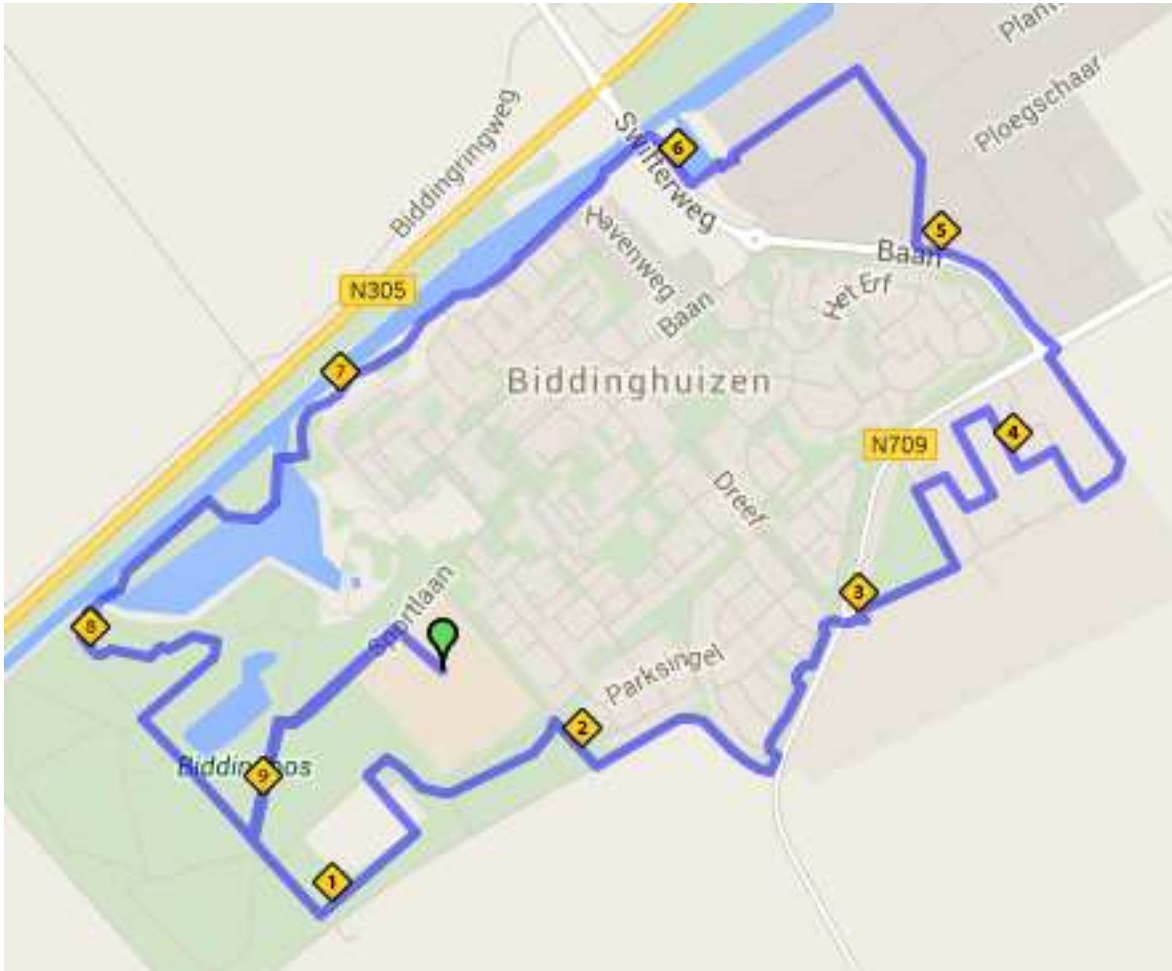 Plant
Ploegschaar
Biddingringweg
Swifterweg
6
5
Baan
Havenweg
Het Erf
N305
Baan
7
Biddinghuizen
4
N709
Dreef
3
8
Sportlaan
Parksingel
2
Biddingbos
9
1